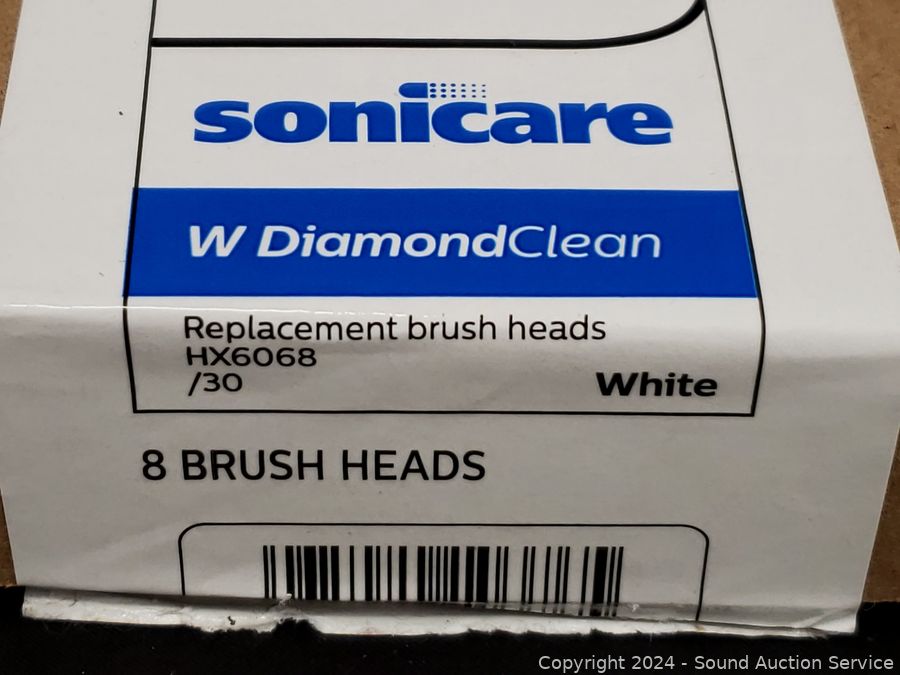 sonicare
W DiamondClean
Replacement brush heads
HX6068
/30
White
8 BRUSH HEADS
Copyright 2024 - Sound Auction Service